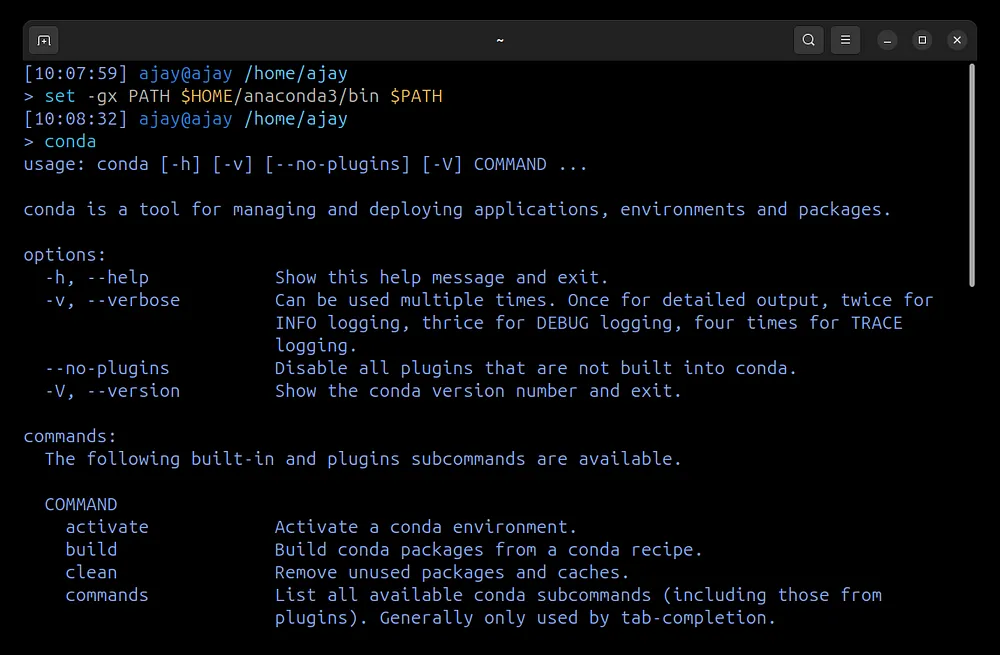 ~
[10:07:59] ajay@ajay /home/ajay
> set -gx PATH $HOME/anaconda3/bin $PATH
[10:08:32] ajay@ajay /home/ajay
> conda
usage: conda [-h] [-v] [--no-plugins] [-V] COMMAND ...
conda is a tool for managing and deploying applications, environments and packages.
options:
-h, --help Show this help message and exit.
-v, --verbose Can be used multiple times. Once for detailed output, twice for
INFO logging, thrice for DEBUG logging, four times for TRACE
logging.
--no-plugins Disable all plugins that are not built into conda.
-V, --version Show the conda version number and exit.
commands:
The following built-in and plugins subcommands are available.
COMMAND
activate Activate a conda environment.
build Build conda packages from a conda recipe.
clean Remove unused packages and caches.
commands List all available conda subcommands (including those from
plugins). Generally only used by tab-completion.